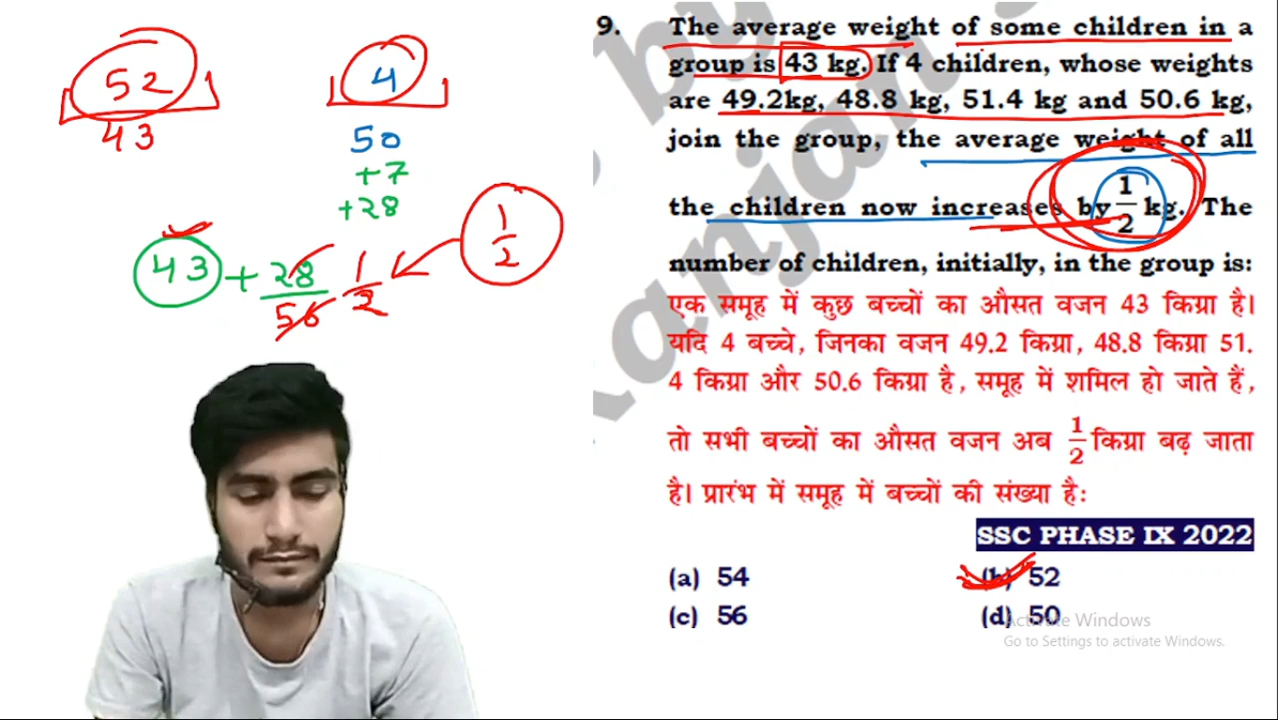 52
43
4
50
+7
+28
43 + 28/56 1/2
1/2
9. The average weight of some children in a
group is 43 kg. If 4 children, whose weights
are 49.2kg, 48.8 kg, 51.4 kg and 50.6 kg,
join the group, the average weight of all
the children now increases by 1/2 kg. The
number of children, initially, in the group is:
एक समूह में कुछ बच्चों का औसत वजन 43 किग्रा है।
यदि 4 बच्चे, जिनका वजन 49.2 किग्रा, 48.8 किग्रा 51.
4 किग्रा और 50.6 किग्रा है, समूह में शमिल हो जाते हैं,
तो सभी बच्चों का औसत वजन अब 1/2 किग्रा बढ़ जाता
है। प्रारंभ में समूह में बच्चों की संख्या है:
SSC PHASE IX 2022
(a) 54
(b) 52
(c) 56
(d) 50
Activate Windows
Go to Settings to activate Windows.